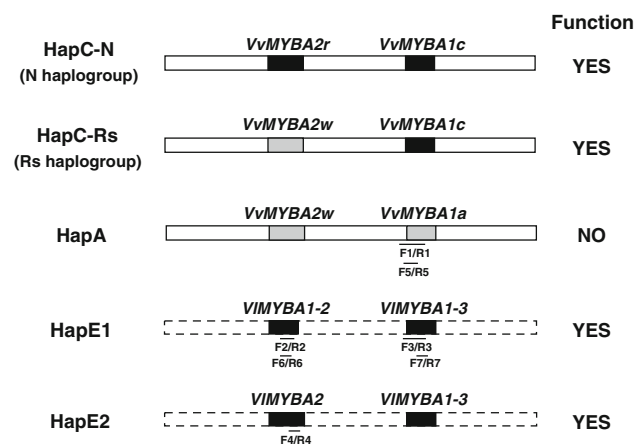 Function
HapC-N
(N haplogroup)
VvMYBA2r VvMYBA1c
YES
HapC-Rs
(Rs haplogroup)
VvMYBA2w VvMYBA1c
YES
HapA
VvMYBA2w VvMYBA1a
NO
F1/R1
F5/R5
HapE1
VlMYBA1-2 VlMYBA1-3
YES
F2/R2 F3/R3
F6/R6 F7/R7
HapE2
VlMYBA2 VlMYBA1-3
YES
F4/R4